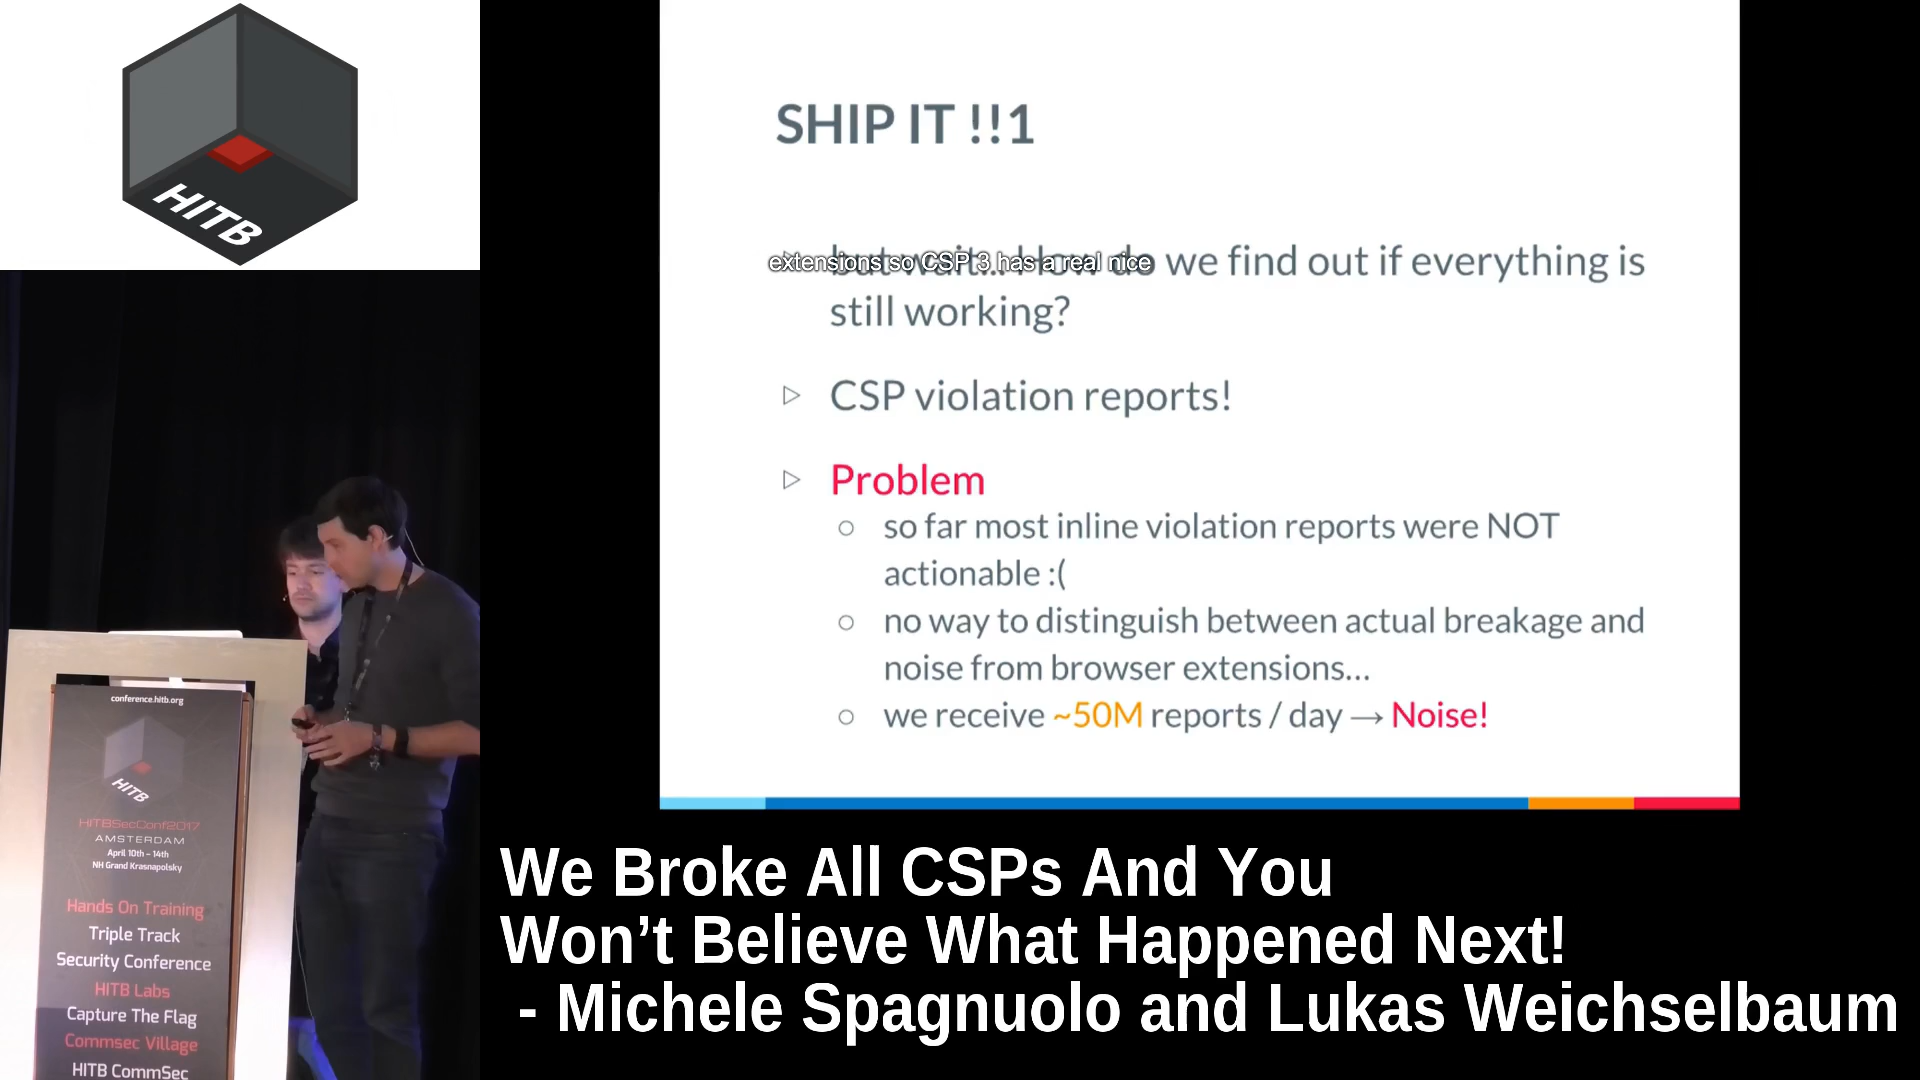 HITB
SHIP IT !!1
but wait... How do we find out if everything is
extensions so CSP 3 has a real nice
still working?
CSP violation reports!
Problem
so far most inline violation reports were NOT
actionable :(
no way to distinguish between actual breakage and
noise from browser extensions...
we receive ~50M reports / day → Noise!
conference.hitb.org
HITB
HITBSecConf2017
AMSTERDAM
April 10th - 14th
NH Grand Krasnapolsky
Hands On Training
Triple Track
Security Conference
HITB Labs
Capture The Flag
Commsec Village
HITB CommSec
We Broke All CSPs And You
Won’t Believe What Happened Next!
- Michele Spagnuolo and Lukas Weichselbaum